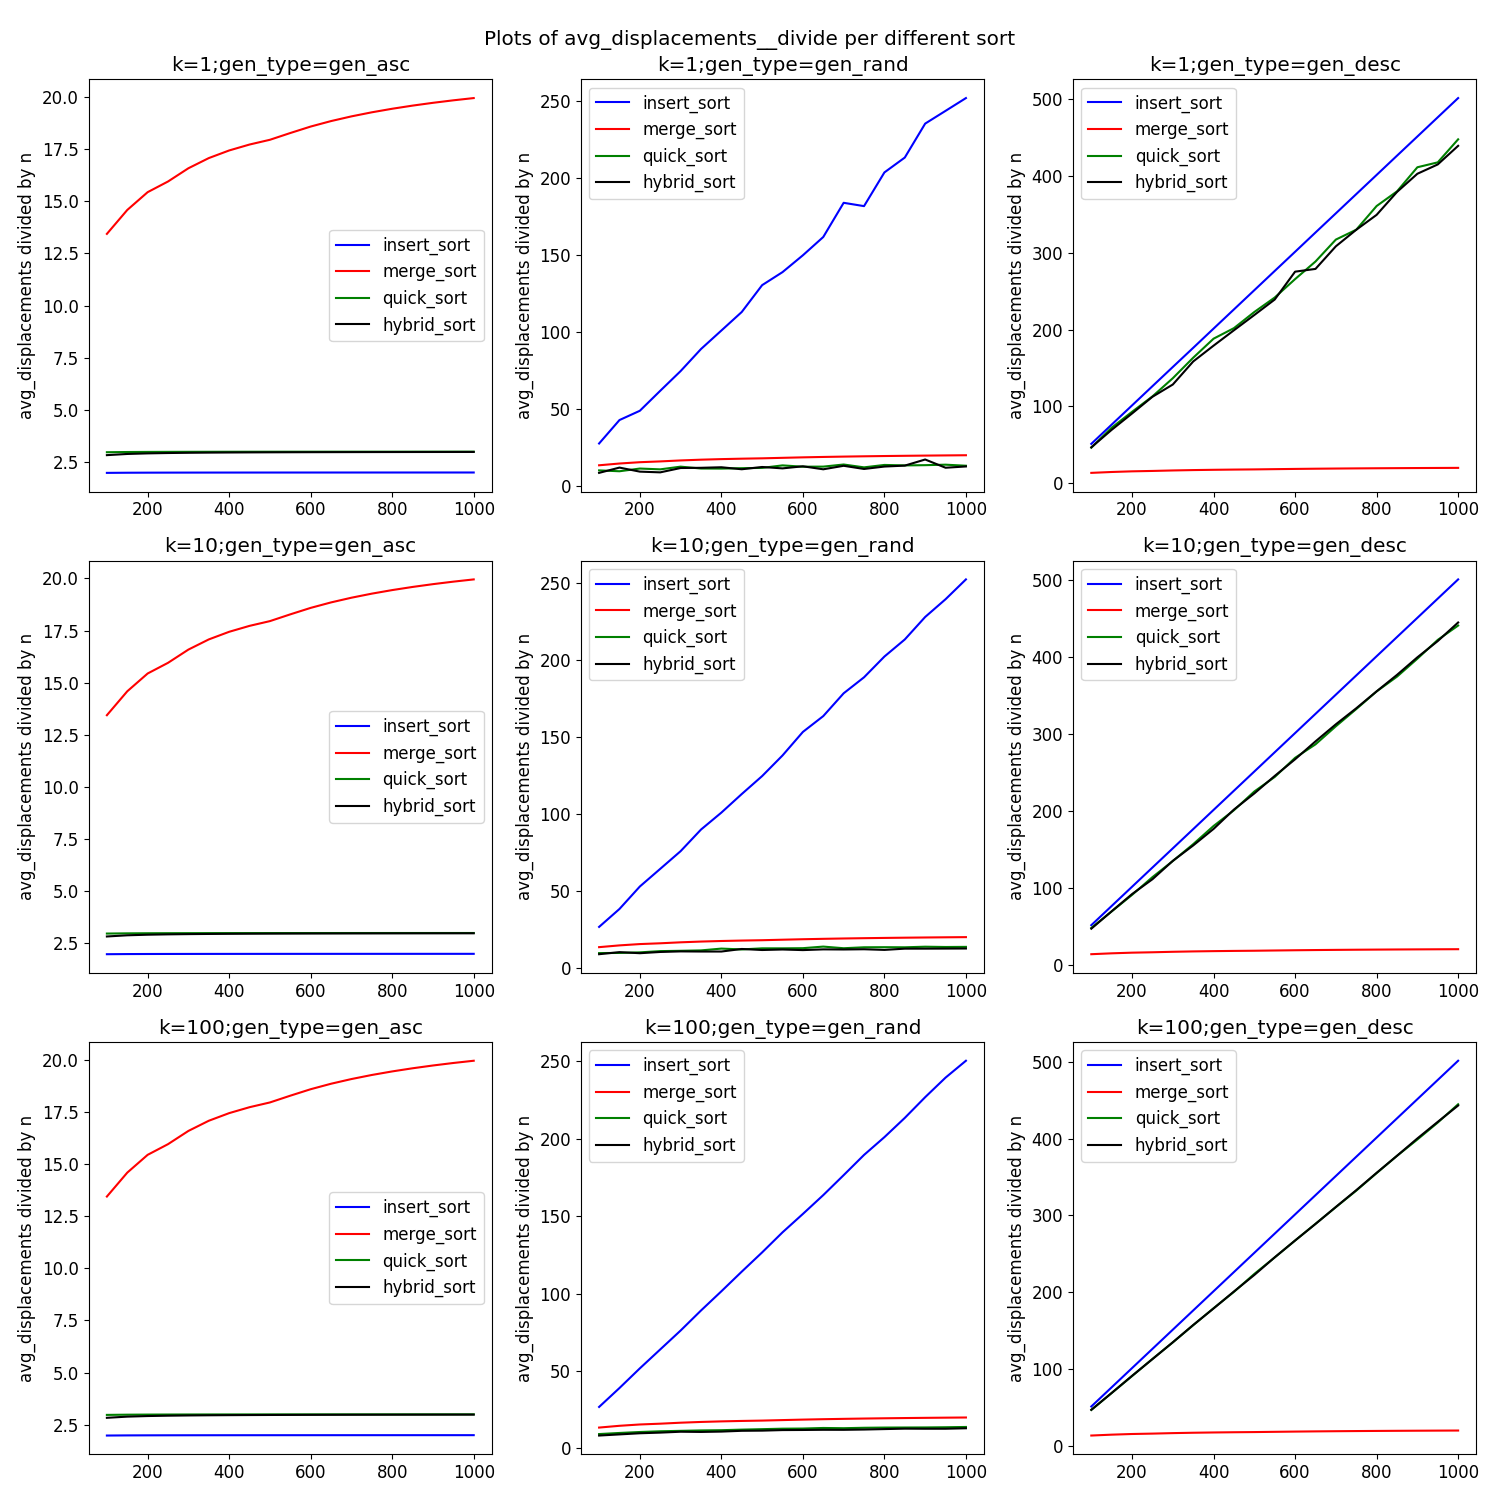 Plots of avg_displacements__divide per different sort
k=1;gen_type=gen_asc
avg_displacements divided by n
20.0
17.5
15.0
12.5
10.0
7.5
5.0
2.5
insert_sort
merge_sort
quick_sort
hybrid_sort
200 400 600 800 1000
k=1;gen_type=gen_rand
avg_displacements divided by n
250
200
150
100
50
0
insert_sort
merge_sort
quick_sort
hybrid_sort
200 400 600 800 1000
k=1;gen_type=gen_desc
avg_displacements divided by n
500
400
300
200
100
0
insert_sort
merge_sort
quick_sort
hybrid_sort
200 400 600 800 1000
k=10;gen_type=gen_asc
avg_displacements divided by n
20.0
17.5
15.0
12.5
10.0
7.5
5.0
2.5
insert_sort
merge_sort
quick_sort
hybrid_sort
200 400 600 800 1000
k=10;gen_type=gen_rand
avg_displacements divided by n
250
200
150
100
50
0
insert_sort
merge_sort
quick_sort
hybrid_sort
200 400 600 800 1000
k=10;gen_type=gen_desc
avg_displacements divided by n
500
400
300
200
100
0
insert_sort
merge_sort
quick_sort
hybrid_sort
200 400 600 800 1000
k=100;gen_type=gen_asc
avg_displacements divided by n
20.0
17.5
15.0
12.5
10.0
7.5
5.0
2.5
insert_sort
merge_sort
quick_sort
hybrid_sort
200 400 600 800 1000
k=100;gen_type=gen_rand
avg_displacements divided by n
250
200
150
100
50
0
insert_sort
merge_sort
quick_sort
hybrid_sort
200 400 600 800 1000
k=100;gen_type=gen_desc
avg_displacements divided by n
500
400
300
200
100
0
insert_sort
merge_sort
quick_sort
hybrid_sort
200 400 600 800 1000